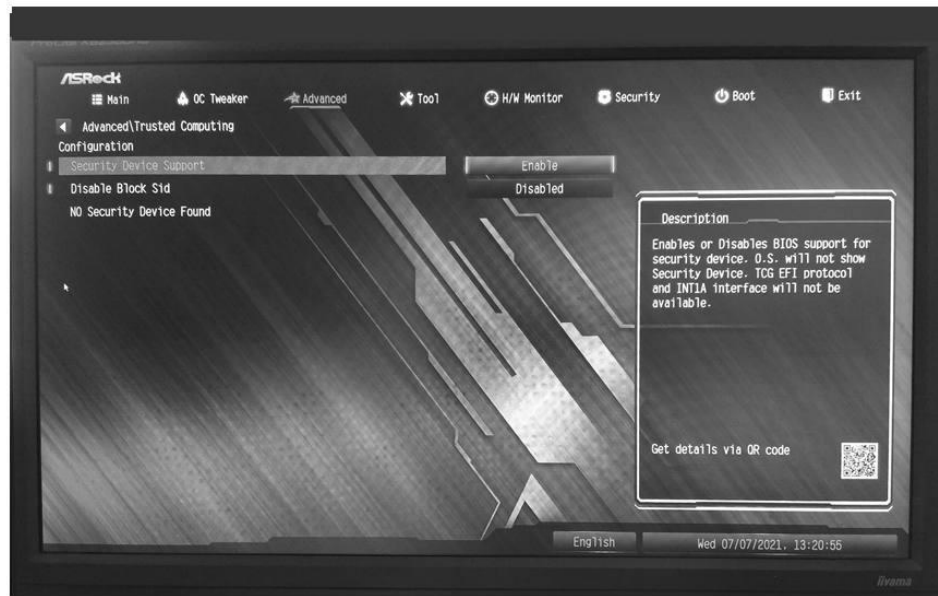 ASRock
Main OC Tweaker Advanced Tool H/W Monitor Security Boot Exit
Advanced\Trusted Computing
Configuration
Security Device Support Enable
Disable Block Sid Disabled
NO Security Device Found
Description
Enables or Disables BIOS support for
security device. O.S. will not show
Security Device. TCG EFI protocol
and INT1A interface will not be
available.
Get details via QR code
English Wed 07/07/2021, 13:20:55
iiyama